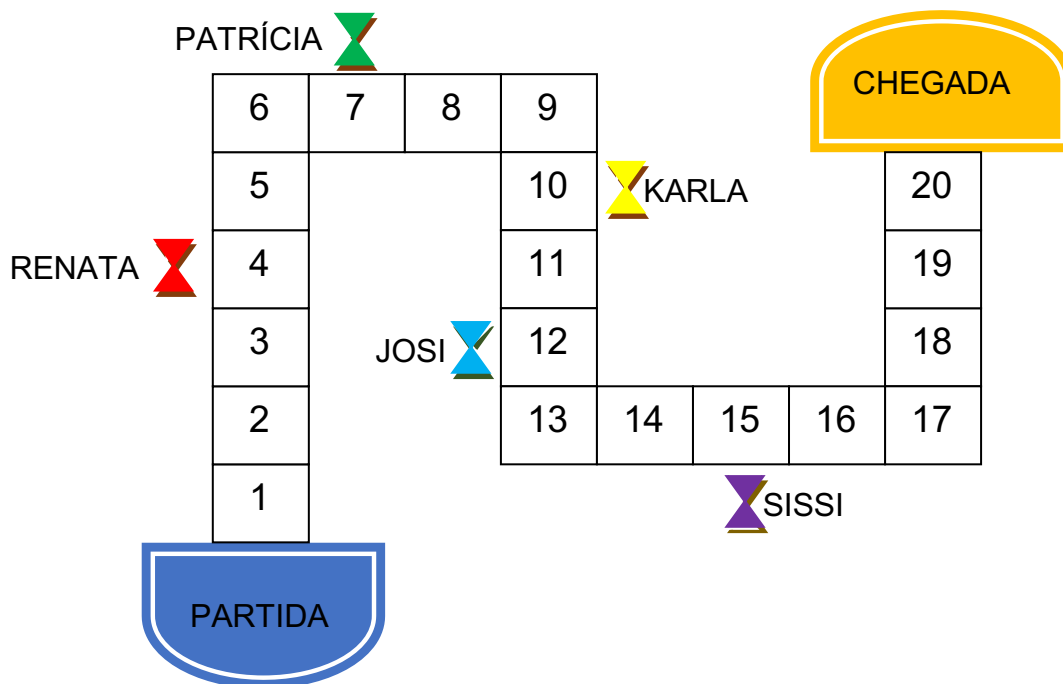 PATRÍCIA
CHEGADA
6 7 8 9
5 10 KARLA 20
RENATA 4 11 19
3 JOSI 12 18
2 13 14 15 16 17
1 SISSI
PARTIDA